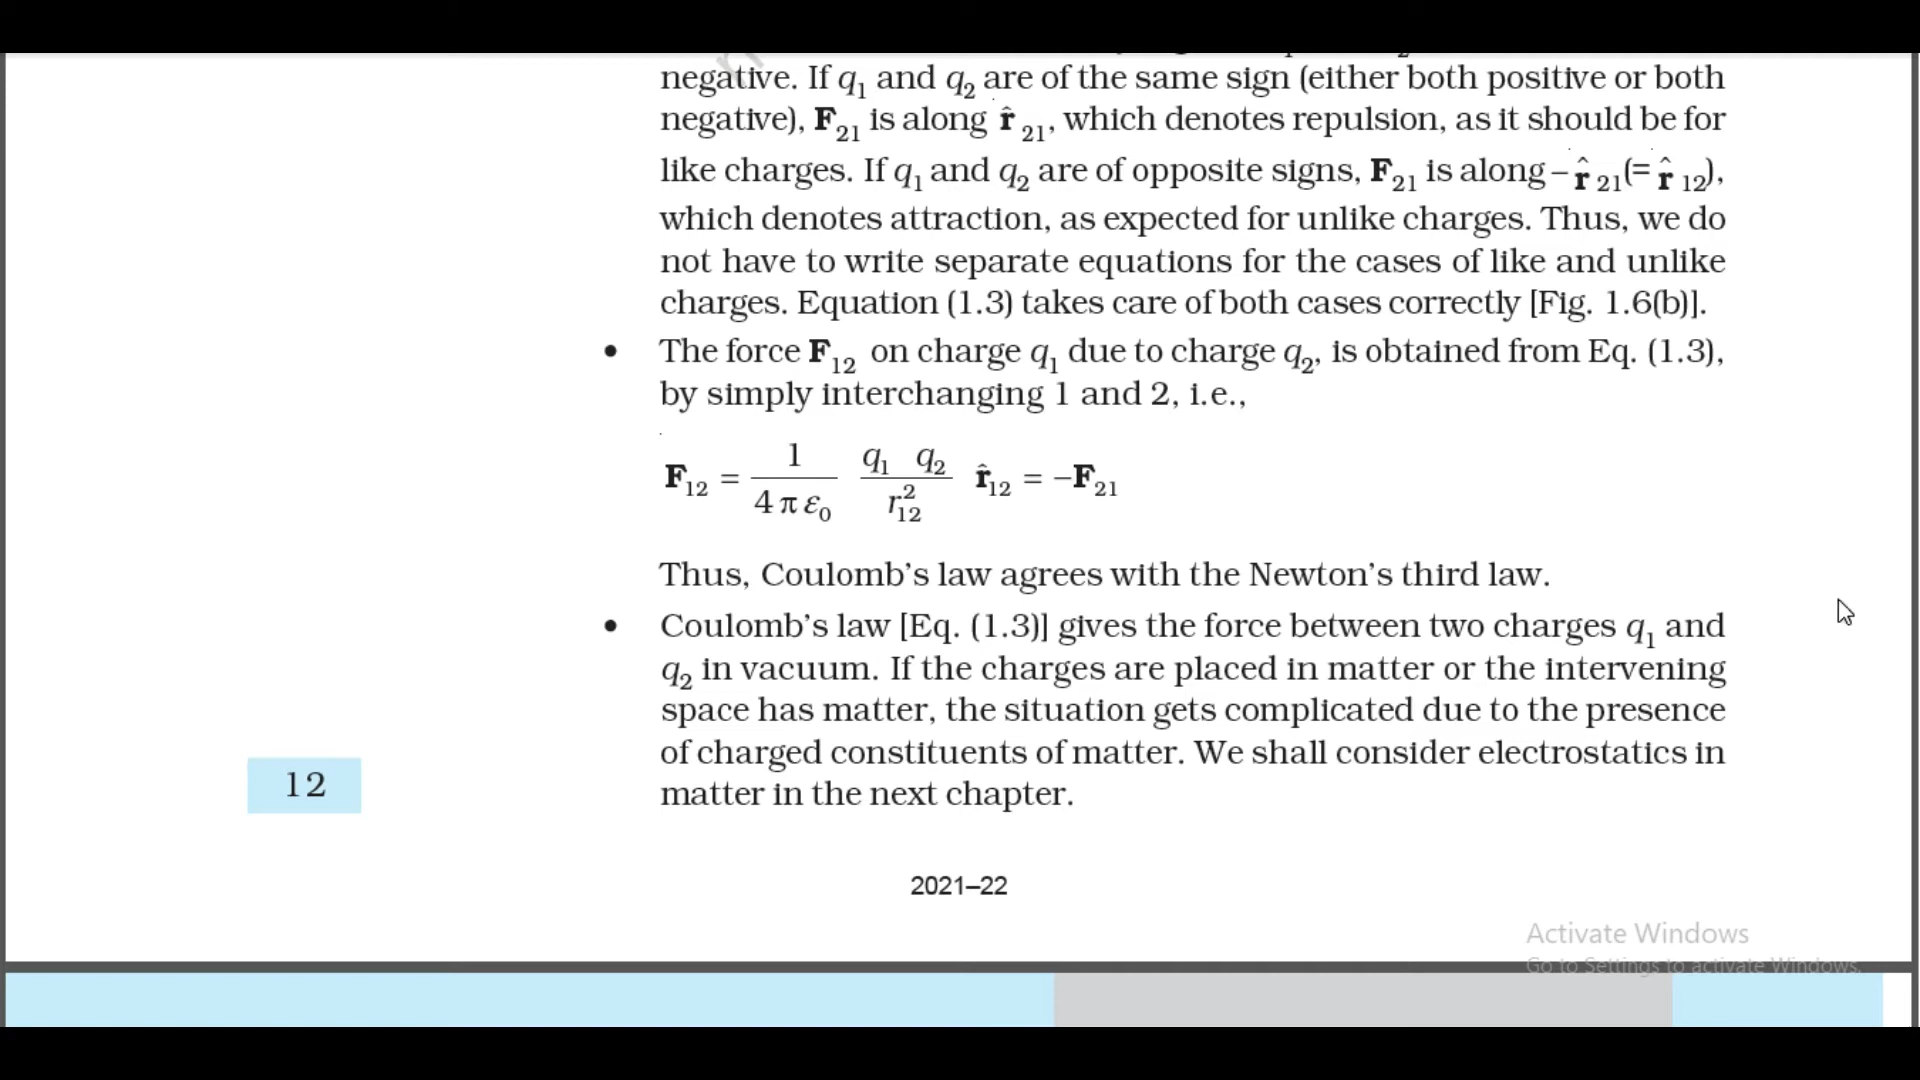 negative. If q₁ and q₂ are of the same sign (either both positive or both
negative), F₂₁ is along r̂ ₂₁, which denotes repulsion, as it should be for
like charges. If q₁ and q₂ are of opposite signs, F₂₁ is along – r̂ ₂₁(= r̂ ₁₂),
which denotes attraction, as expected for unlike charges. Thus, we do
not have to write separate equations for the cases of like and unlike
charges. Equation (1.3) takes care of both cases correctly [Fig. 1.6(b)].
• The force F₁₂ on charge q₁ due to charge q₂, is obtained from Eq. (1.3),
by simply interchanging 1 and 2, i.e.,
F₁₂ = 1/(4 π ε₀) (q₁ q₂)/(r₁₂²) r̂₁₂ = –F₂₁
Thus, Coulomb’s law agrees with the Newton’s third law.
• Coulomb’s law [Eq. (1.3)] gives the force between two charges q₁ and
q₂ in vacuum. If the charges are placed in matter or the intervening
space has matter, the situation gets complicated due to the presence
of charged constituents of matter. We shall consider electrostatics in
matter in the next chapter.
12
2021–22
Activate Windows
Go to Settings to activate Windows.